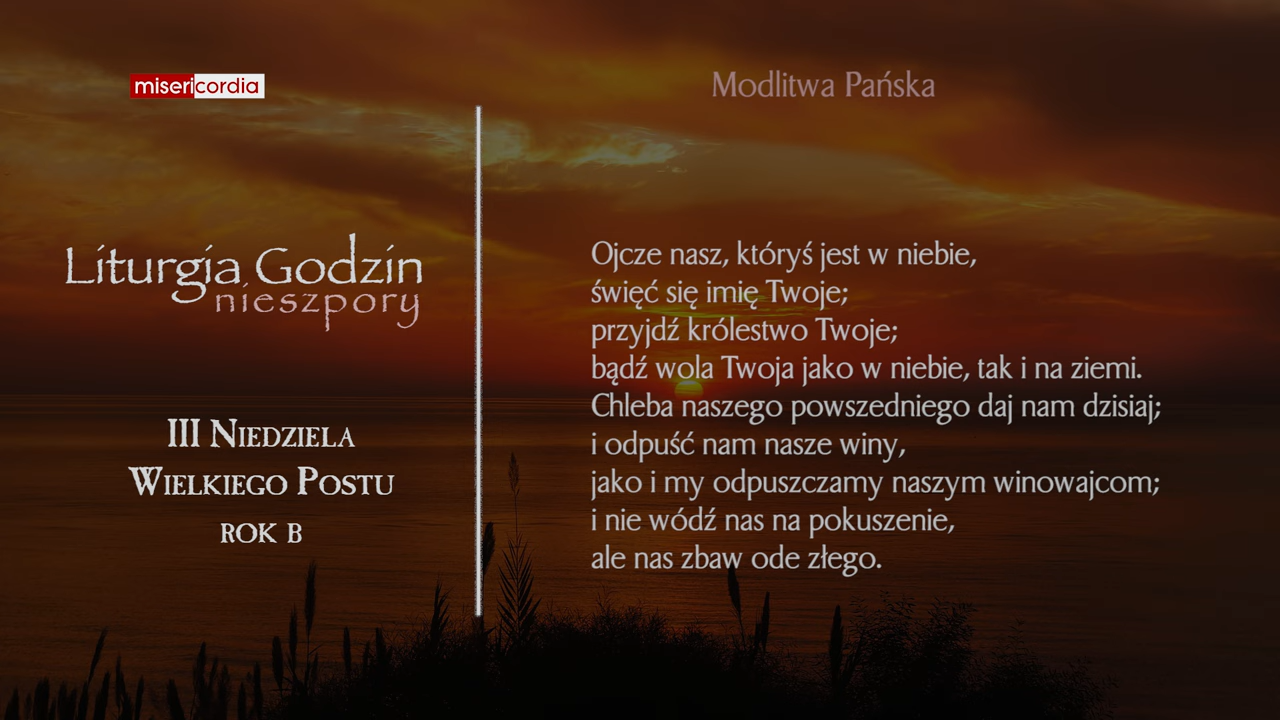 misericordia
Liturgia Godzin
nieszpory
III Niedziela
Wielkiego Postu
rok B
Modlitwa Pańska
Ojcze nasz, któryś jest w niebie,
święć się imię Twoje;
przyjdź królestwo Twoje;
bądź wola Twoja jako w niebie, tak i na ziemi.
Chleba naszego powszedniego daj nam dzisiaj;
i odpuść nam nasze winy,
jako i my odpuszczamy naszym winowajcom;
i nie wódź nas na pokuszenie,
ale nas zbaw ode złego.